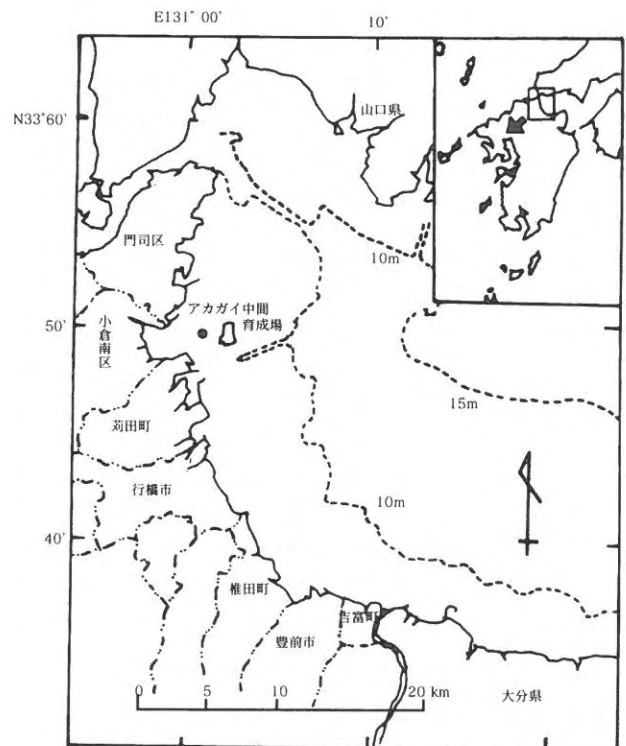 E131° 00'
10'
N33°60'
山口県
門司区
10m
アカガイ中間
育成場
50'
小倉南区
15m
苅田町
行橋市
10m
40'
椎田町
吉富町
豊前市
0 5 10 20 km
大分県